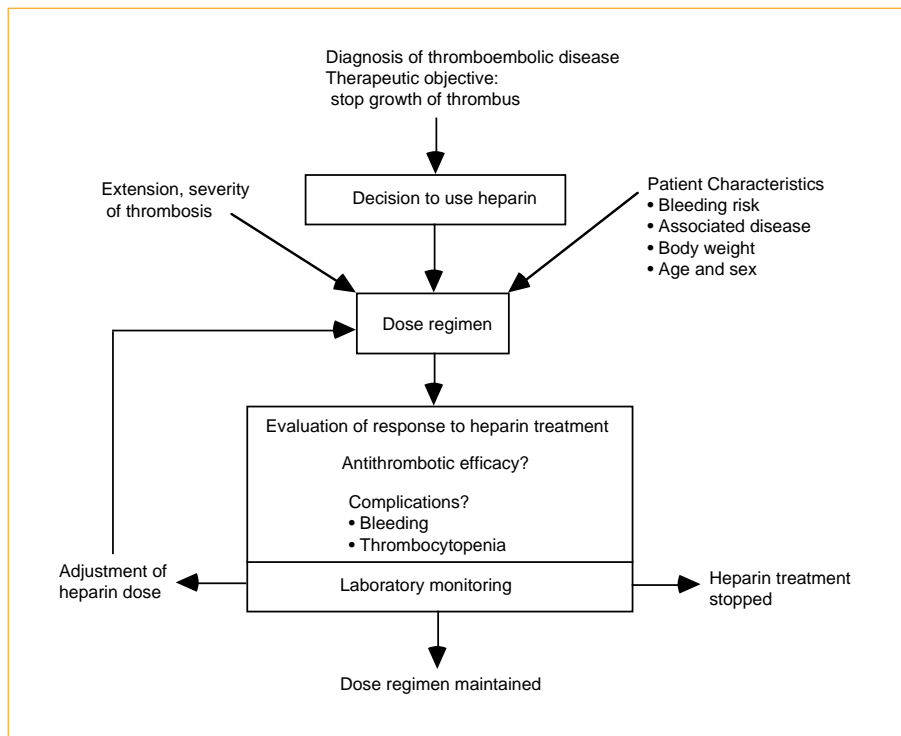 Diagnosis of thromboembolic disease
Therapeutic objective:
stop growth of thrombus
Extension, severity
of thrombosis
Decision to use heparin
Patient Characteristics
• Bleeding risk
• Associated disease
• Body weight
• Age and sex
Dose regimen
Evaluation of response to heparin treatment
Antithrombotic efficacy?
Complications?
• Bleeding
• Thrombocytopenia
Adjustment of
heparin dose
Laboratory monitoring
Heparin treatment
stopped
Dose regimen maintained